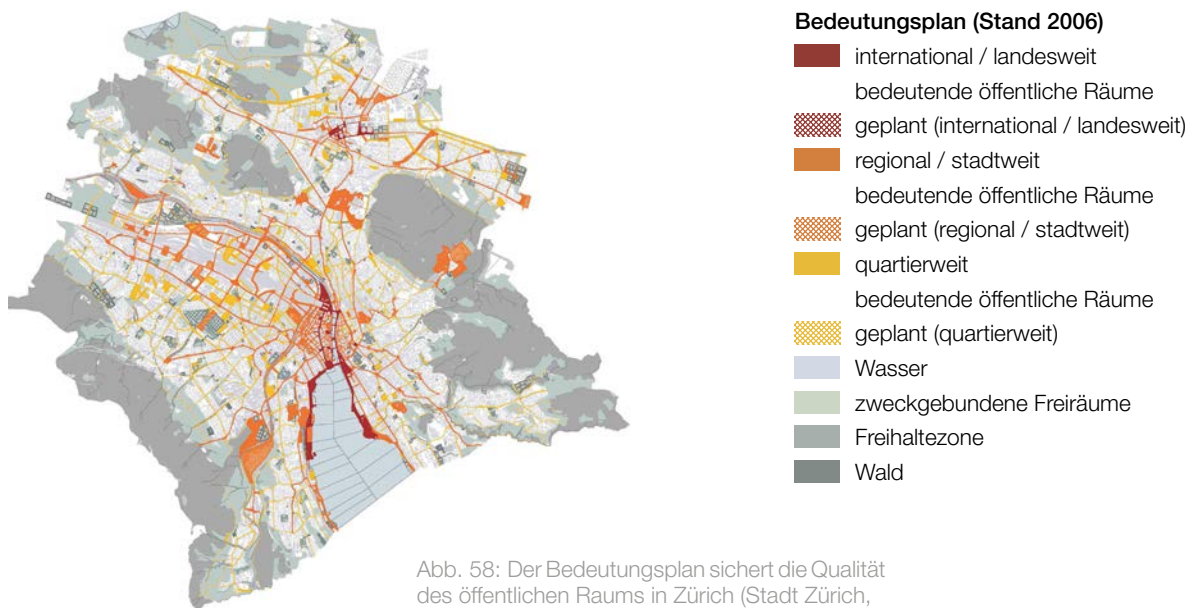 Bedeutungsplan (Stand 2006)
international / landesweit
bedeutende öffentliche Räume
geplant (international / landesweit)
regional / stadtweit
bedeutende öffentliche Räume
geplant (regional / stadtweit)
quartierweit
bedeutende öffentliche Räume
geplant (quartierweit)
Wasser
zweckgebundene Freiräume
Freihaltezone
Wald
Abb. 58: Der Bedeutungsplan sichert die Qualität
des öffentlichen Raums in Zürich (Stadt Zürich,